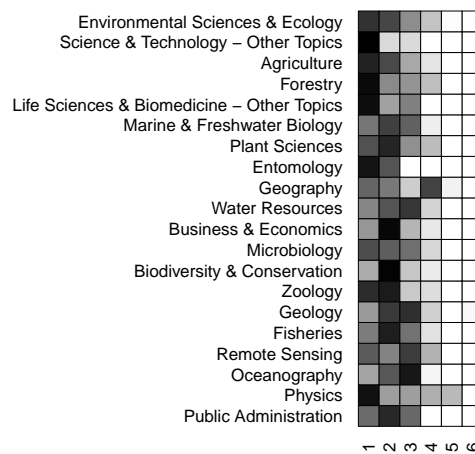 Environmental Sciences & Ecology
Science & Technology − Other Topics
Agriculture
Forestry
Life Sciences & Biomedicine − Other Topics
Marine & Freshwater Biology
Plant Sciences
Entomology
Geography
Water Resources
Business & Economics
Microbiology
Biodiversity & Conservation
Zoology
Geology
Fisheries
Remote Sensing
Oceanography
Physics
Public Administration
1 2 3 4 5 6